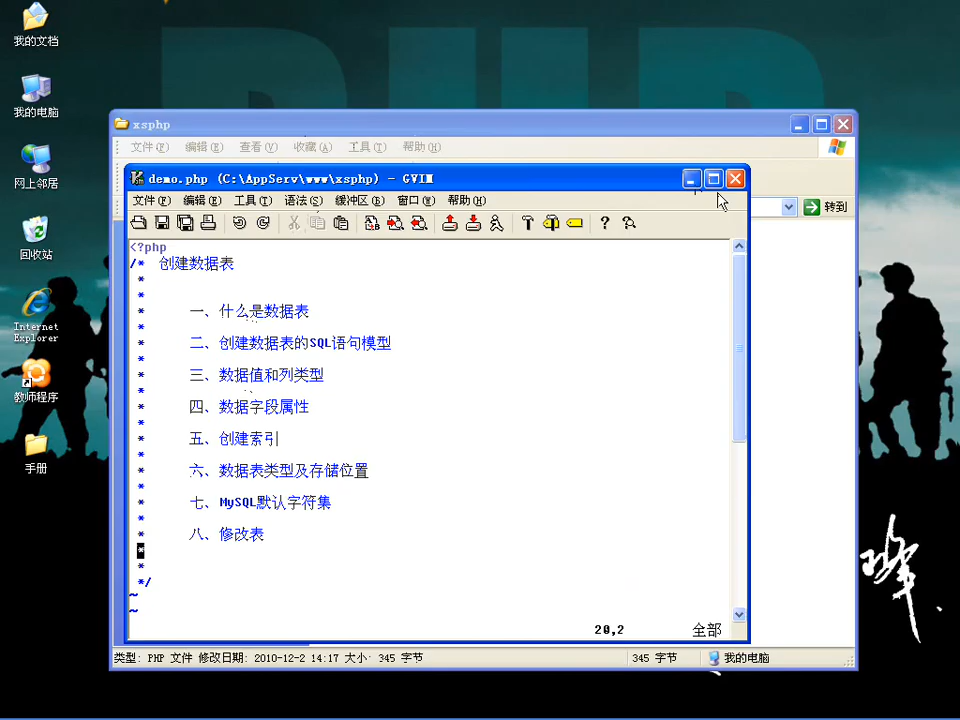 PHP
我的文档
我的电脑
网上邻居
回收站
Internet
Explorer
教师程序
手册
xsphp
文件(F) 编辑(E) 查看(V) 收藏(A) 工具(T) 帮助(H)
转到
demo.php (C:\AppServ\www\xsphp) - GVIM
文件(F) 编辑(E) 工具(T) 语法(S) 缓冲区(B) 窗口(W) 帮助(H)
<?php
/* 创建数据表
*
*
* 一、什么是数据表
*
* 二、创建数据表的SQL语句模型
*
* 三、数据值和列类型
*
* 四、数据字段属性
*
* 五、创建索引
*
* 六、数据表类型及存储位置
*
* 七、MySQL默认字符集
*
* 八、修改表
*
*
*/
~
~
20,2 全部
类型: PHP 文件 修改日期: 2010-12-2 14:17 大小: 345 字节
345 字节
我的电脑